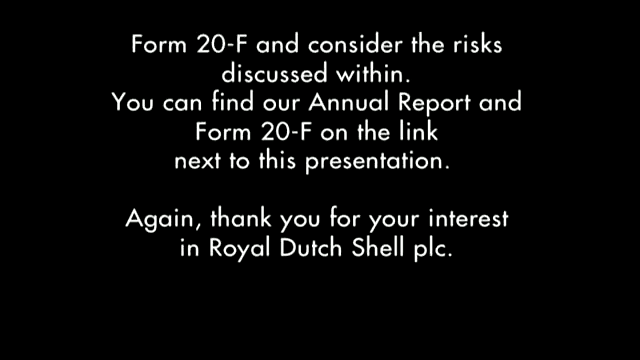 Form 20-F and consider the risks
discussed within.
You can find our Annual Report and
Form 20-F on the link
next to this presentation.
Again, thank you for your interest
in Royal Dutch Shell plc.